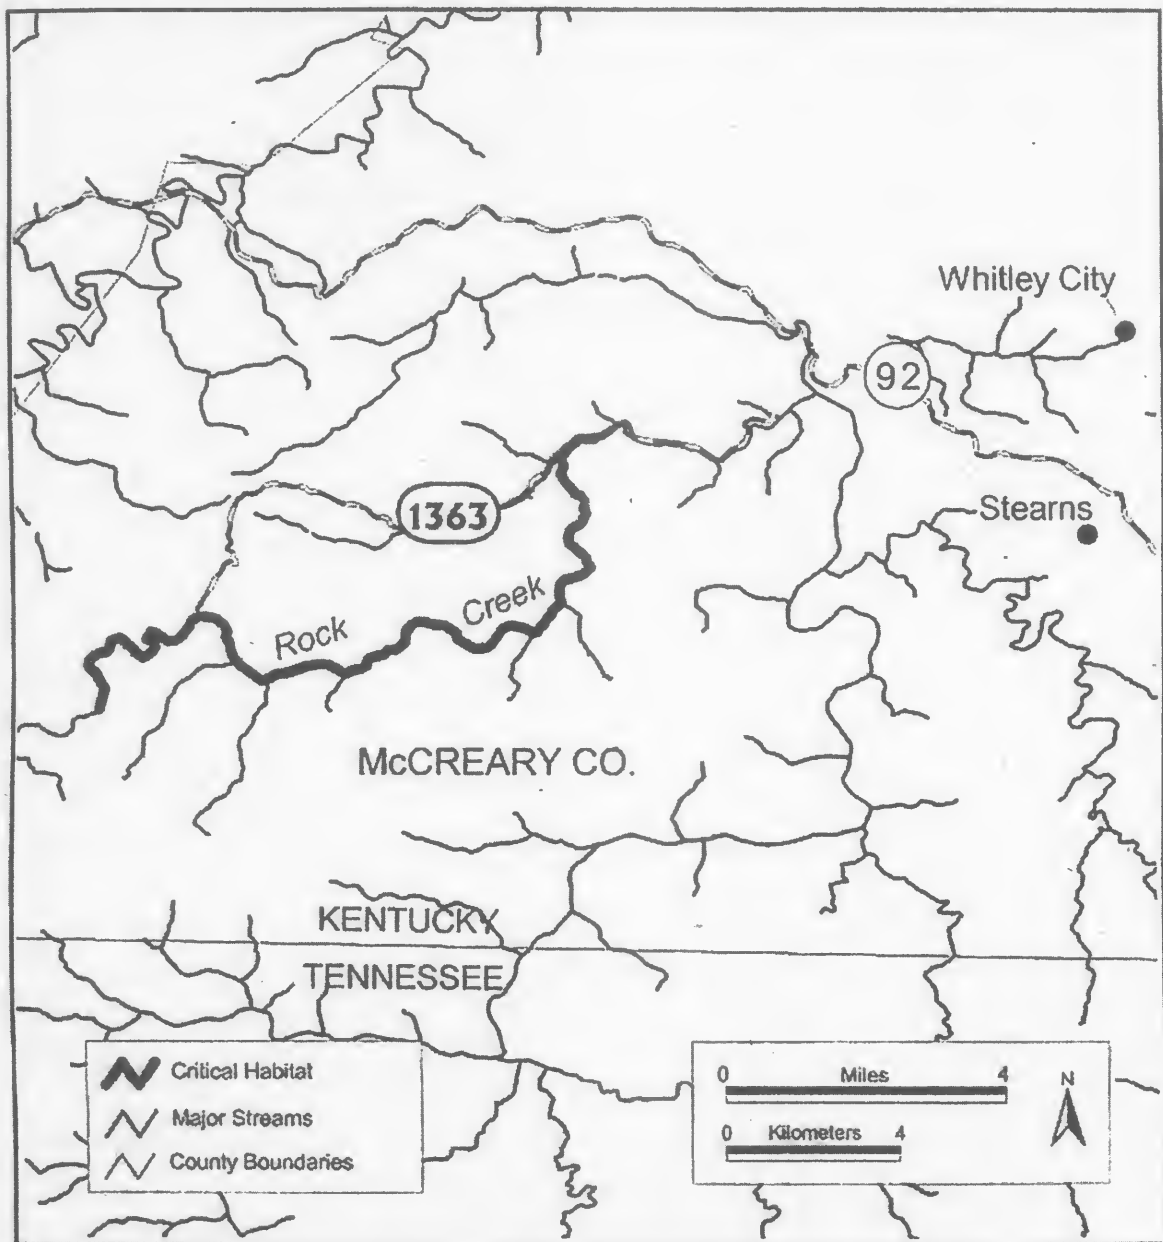 Whitley City
92
1363
Stearns
Rock Creek
McCREARY CO.
KENTUCKY
TENNESSEE
Critical Habitat
Major Streams
County Boundaries
0 Miles 4
0 Kilometers 4
N